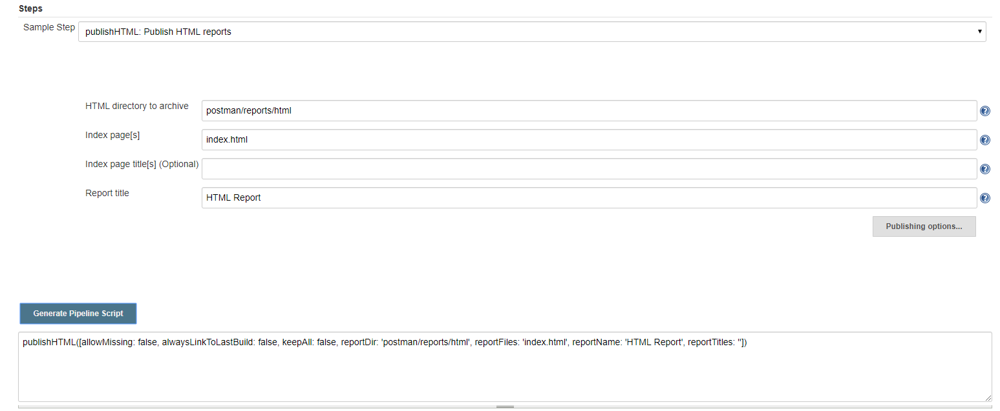 Steps
Sample Step publishHTML: Publish HTML reports
HTML directory to archive postman/reports/html
Index page[s] index.html
Index page title[s] (Optional)
Report title HTML Report
Publishing options...
Generate Pipeline Script
publishHTML([allowMissing: false, alwaysLinkToLastBuild: false, keepAll: false, reportDir: 'postman/reports/html', reportFiles: 'index.html', reportName: 'HTML Report', reportTitles: ''])